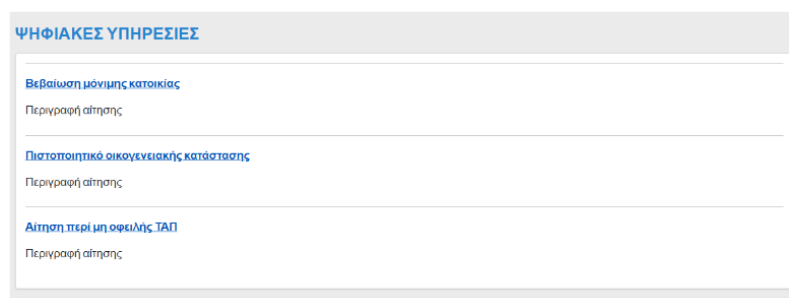 ΨΗΦΙΑΚΕΣ ΥΠΗΡΕΣΙΕΣ
Βεβαίωση μόνιμης κατοικίας
Περιγραφή αίτησης
Πιστοποιητικό οικογενειακής κατάστασης
Περιγραφή αίτησης
Αίτηση περί μη οφειλής ΤΑΠ
Περιγραφή αίτησης